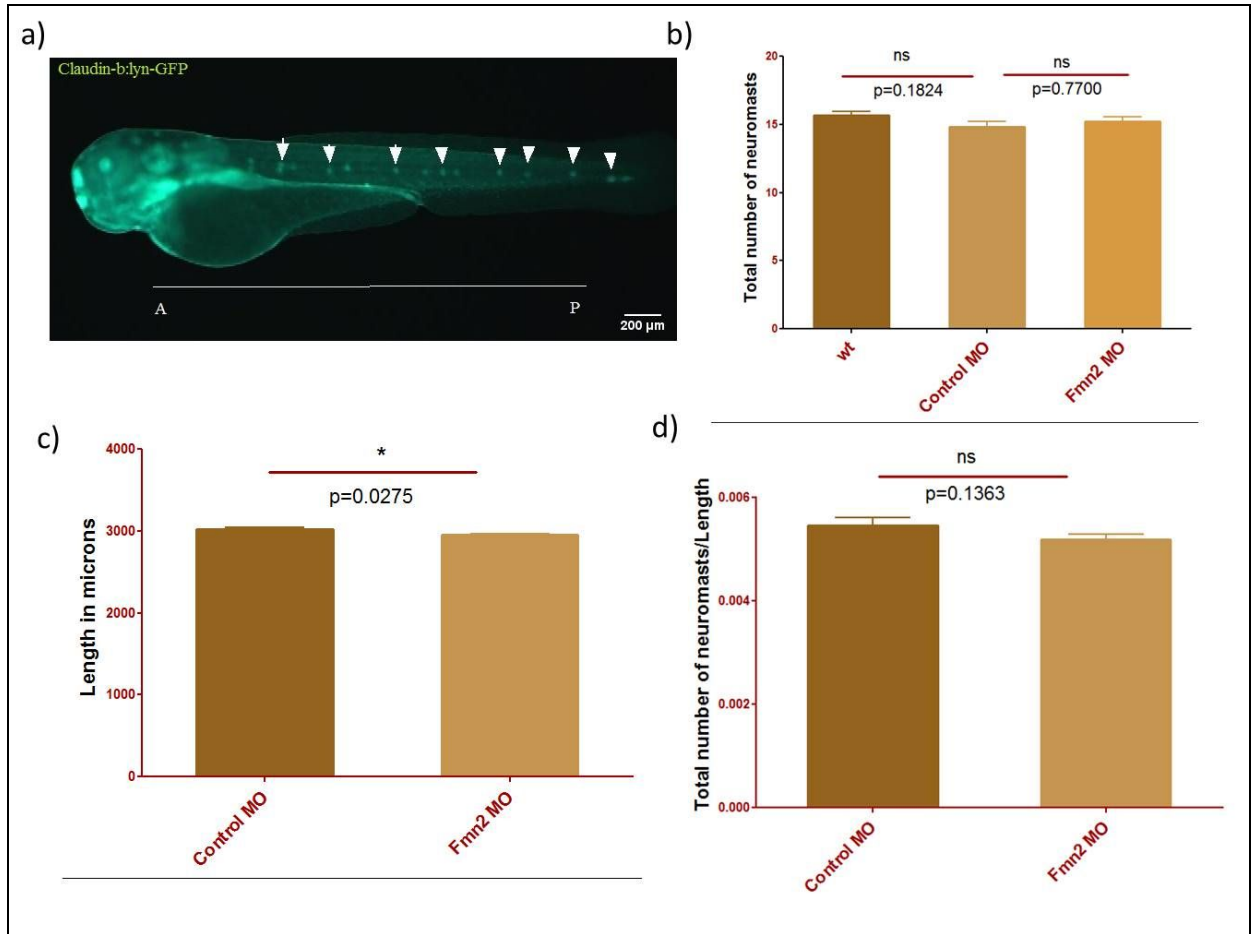 a)
Claudin-b:lyn-GFP
A
P
200 µm
b)
Total number of neuromasts
20
15
10
5
0
ns
p=0.1824
ns
p=0.7700
wt
Control MO
Fmn2 MO
c)
Length in microns
4000
3000
2000
1000
0
*
p=0.0275
Control MO
Fmn2 MO
d)
Total number of neuromasts/Length
0.006
0.004
0.002
0.000
ns
p=0.1363
Control MO
Fmn2 MO